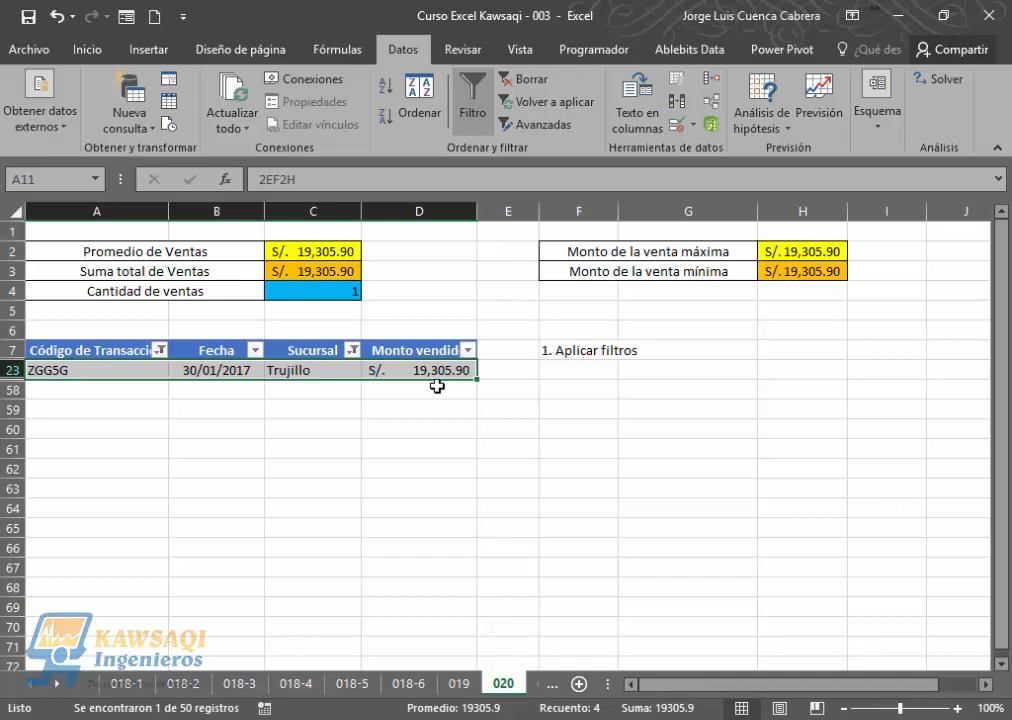 Curso Excel Kawsaqi - 003 - Excel
Jorge Luis Cuenca Cabrera
Archivo Inicio Insertar Diseño de página Fórmulas Datos Revisar Vista Programador Ablebits Data Power Pivot ¿Qué des Compartir
Obtener datos externos
Nueva consulta
Obtener y transformar
Actualizar todo
Conexiones
Propiedades
Editar vínculos
Conexiones
Ordenar
Filtro
Borrar
Volver a aplicar
Avanzadas
Ordenar y filtrar
Texto en columnas
Herramientas de datos
Análisis de hipótesis
Previsión
Previsión
Esquema
Solver
Análisis
A11 fx 2EF2H
A B C D E F G H I J
1
2 Promedio de Ventas S/. 19,305.90 Monto de la venta máxima S/. 19,305.90
3 Suma total de Ventas S/. 19,305.90 Monto de la venta mínima S/. 19,305.90
4 Cantidad de ventas 1
5
6
7 Código de Transacci Fecha Sucursal Monto vendid 1. Aplicar filtros
23 ZGG5G 30/01/2017 Trujillo S/. 19,305.90
58
59
60
61
62
63
64
65
66
67
68
69
70
71
72
KAWSAQI
Ingenieros
018-1 018-2 018-3 018-4 018-5 018-6 019 020 ...
Listo Se encontraron 1 de 50 registros Promedio: 19305.9 Recuento: 4 Suma: 19305.9 100%